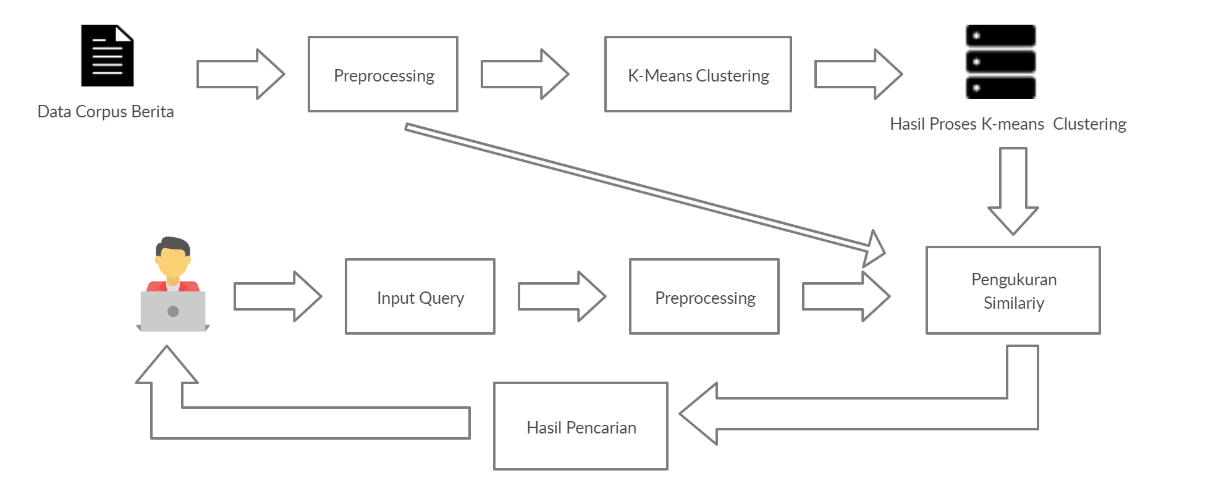 Preprocessing
K-Means Clustering
Data Corpus Berita
Hasil Proses K-means Clustering
Input Query
Preprocessing
Pengukuran
Similariy
Hasil Pencarian